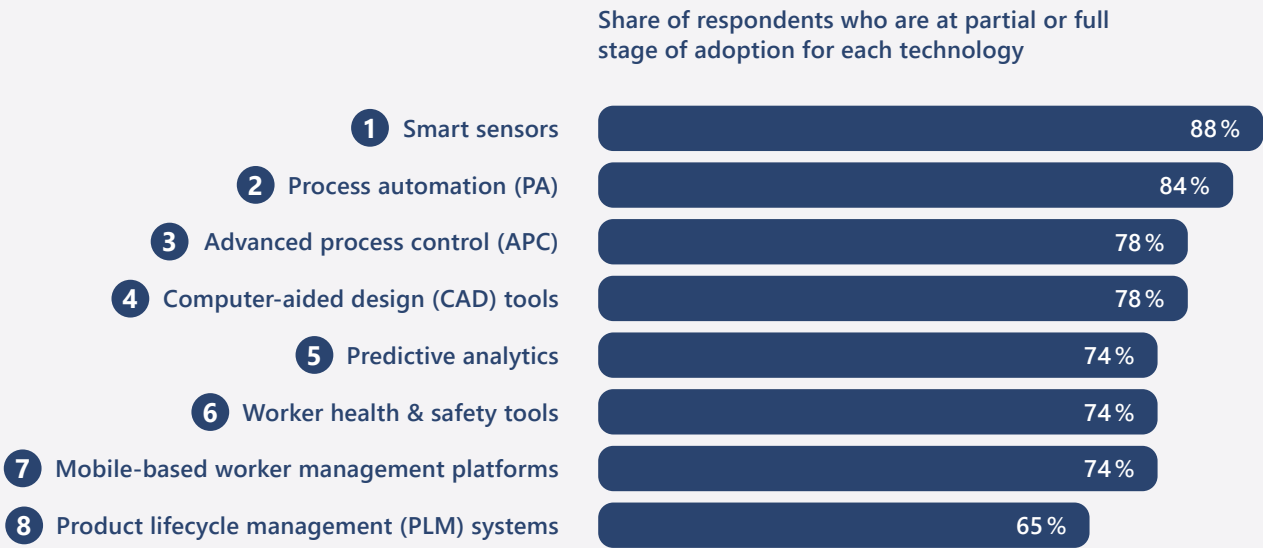 Share of respondents who are at partial or full
stage of adoption for each technology
1 Smart sensors 88%
2 Process automation (PA) 84%
3 Advanced process control (APC) 78%
4 Computer-aided design (CAD) tools 78%
5 Predictive analytics 74%
6 Worker health & safety tools 74%
7 Mobile-based worker management platforms 74%
8 Product lifecycle management (PLM) systems 65%